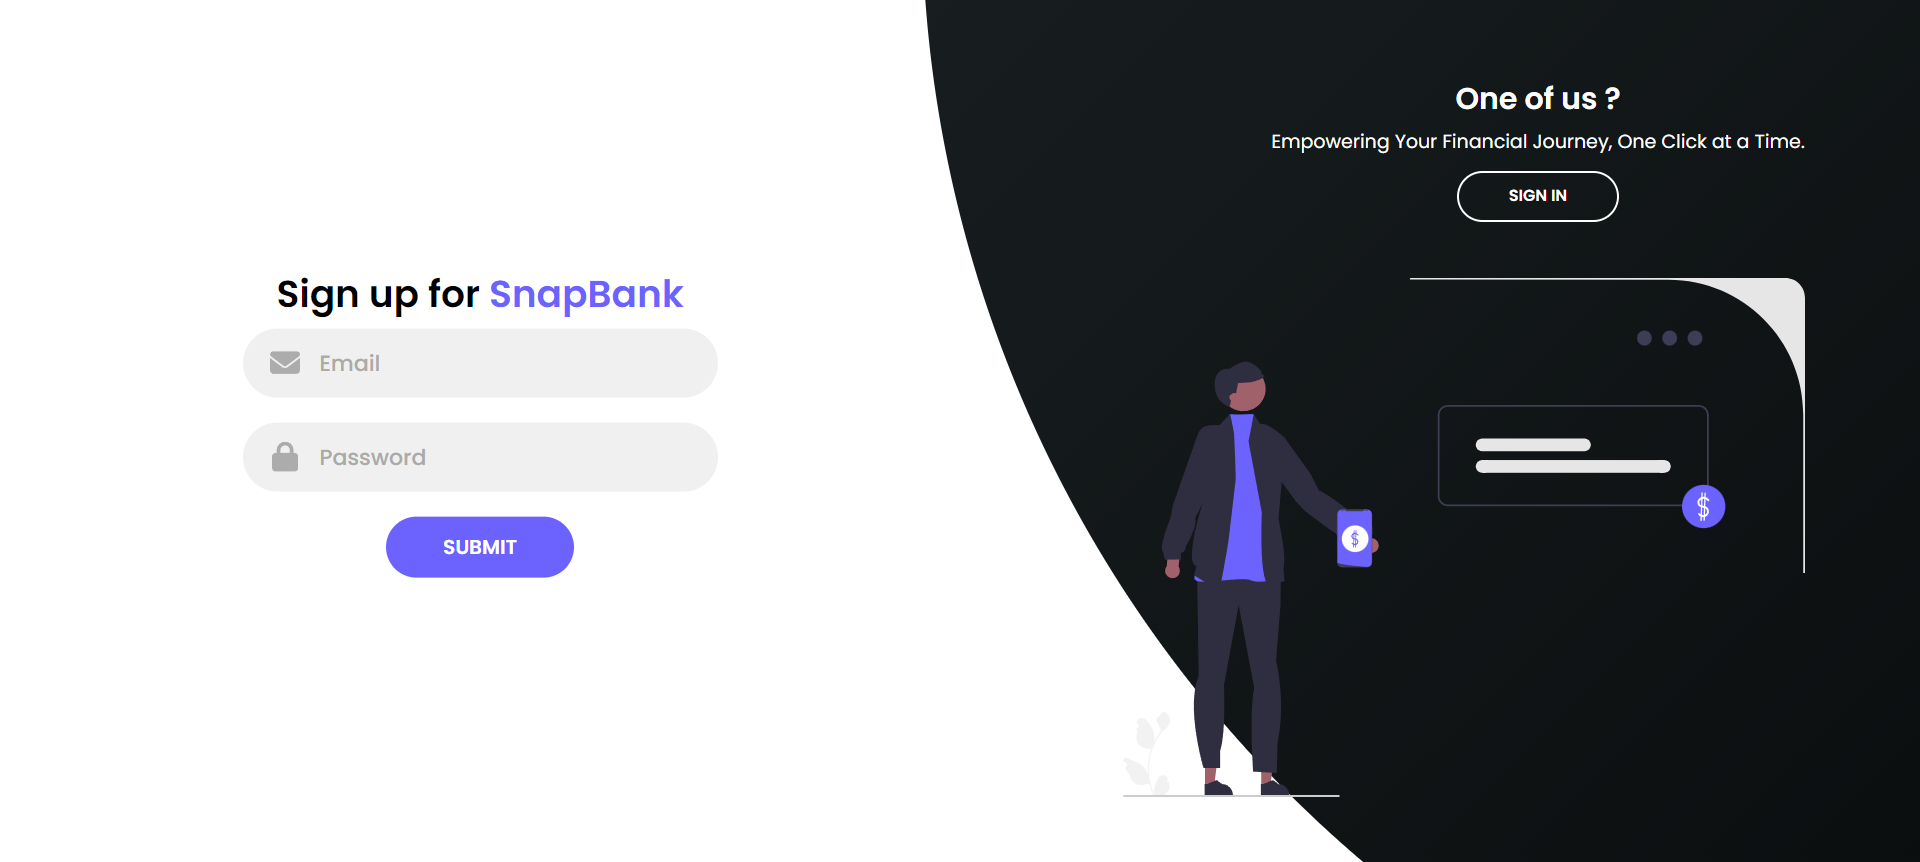 Sign up for SnapBank
Email
Password
SUBMIT
One of us ?
Empowering Your Financial Journey, One Click at a Time.
SIGN IN
$
$